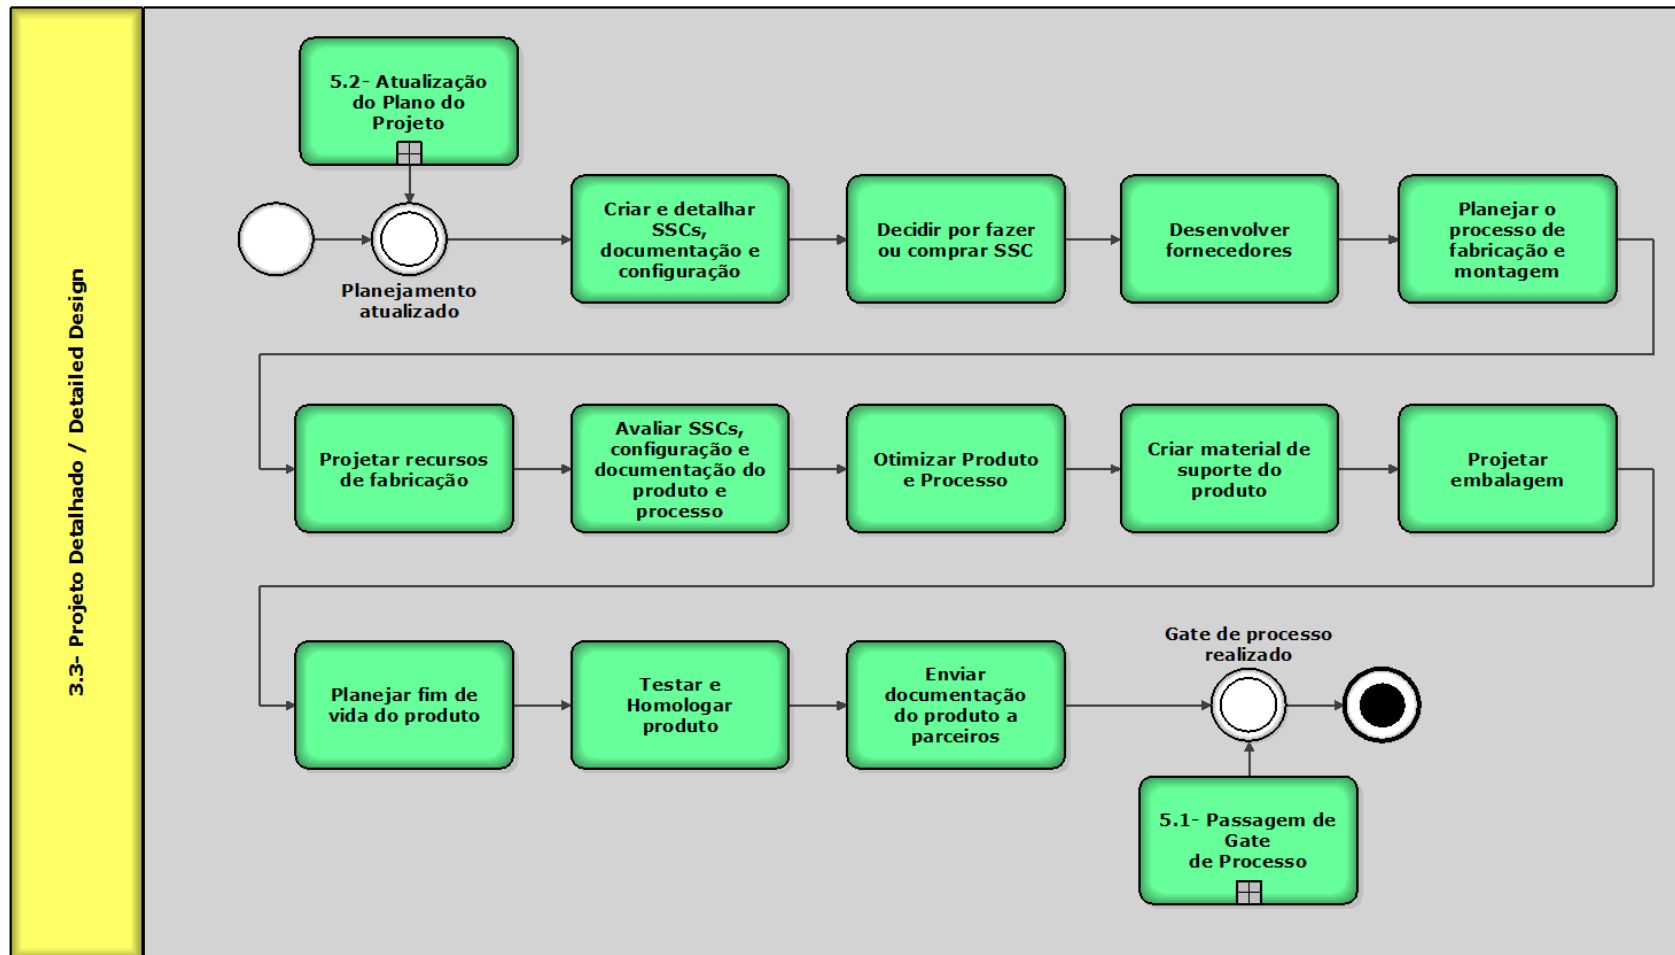 3.3- Projeto Detalhado / Detailed Design
5.2- Atualização
do Plano do
Projeto
Planejamento
atualizado
Criar e detalhar
SSCs,
documentação e
configuração
Decidir por fazer
ou comprar SSC
Desenvolver
fornecedores
Planejar o
processo de
fabricação e
montagem
Projetar recursos
de fabricação
Avaliar SSCs,
configuração e
documentação do
produto e
processo
Otimizar Produto
e Processo
Criar material de
suporte do
produto
Projetar
embalagem
Planejar fim de
vida do produto
Testar e
Homologar
produto
Enviar
documentação
do produto a
parceiros
Gate de processo
realizado
5.1- Passagem de
Gate
de Processo